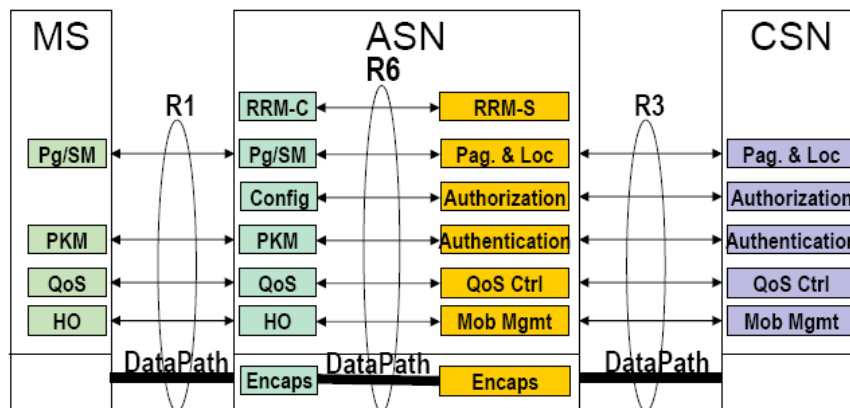 MS ASN CSN
R6
R1 R3
RRM-C RRM-S
Pg/SM Pg/SM Pag. & Loc Pag. & Loc
Config Authorization Authorization
PKM PKM Authentication Authentication
QoS QoS QoS Ctrl QoS Ctrl
HO HO Mob Mgmt Mob Mgmt
DataPath DataPath DataPath
Encaps Encaps